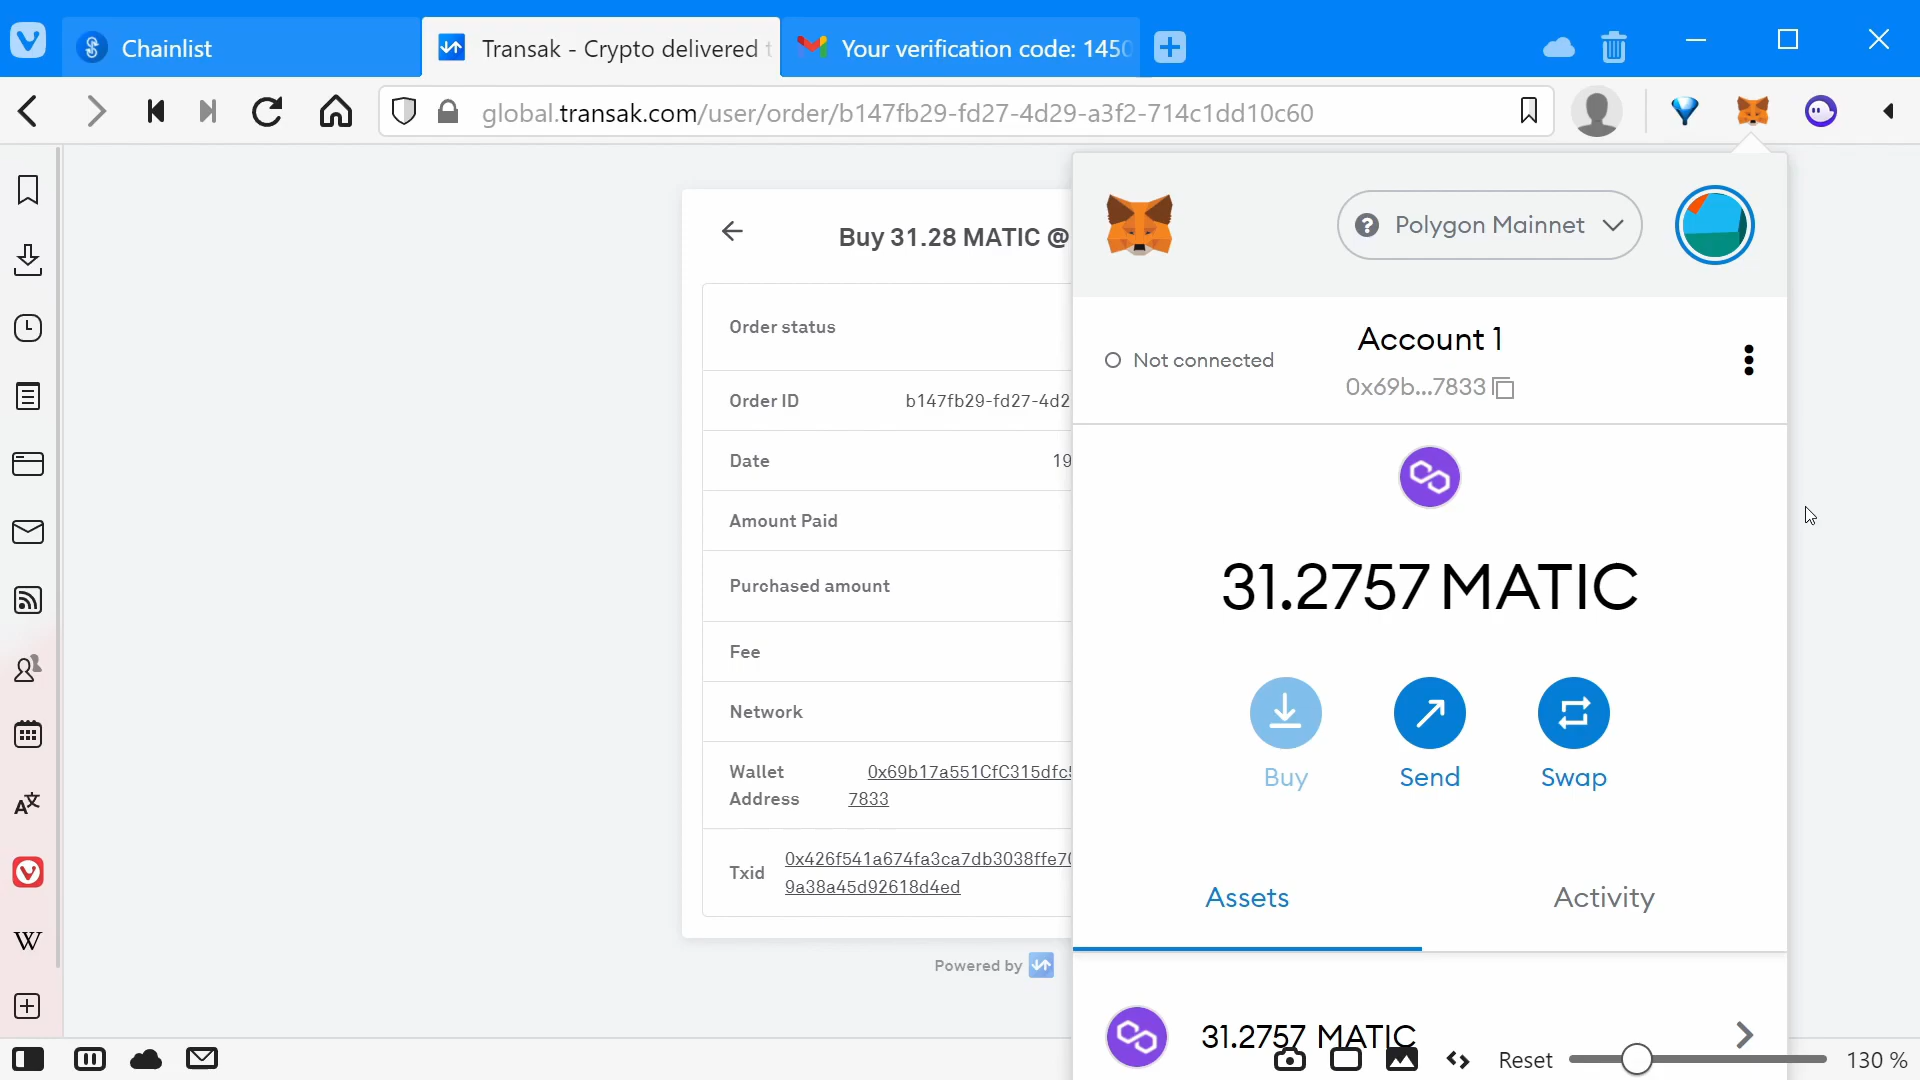 Chainlist
Transak - Crypto delivered t
Your verification code: 1450
global.transak.com/user/order/b147fb29-fd27-4d29-a3f2-714c1dd10c60
Buy 31.28 MATIC @
Order status
Order ID b147fb29-fd27-4d2
Date 19
Amount Paid
Purchased amount
Fee
Network
Wallet Address 0x69b17a551CfC315dfc
7833
Txid 0x426f541a674fa3ca7db3038ffe7
9a38a45d92618d4ed
Powered by
Polygon Mainnet
Not connected
Account 1
0x69b...7833
31.2757 MATIC
Buy
Send
Swap
Assets
Activity
31.2757 MATIC
Reset
130 %